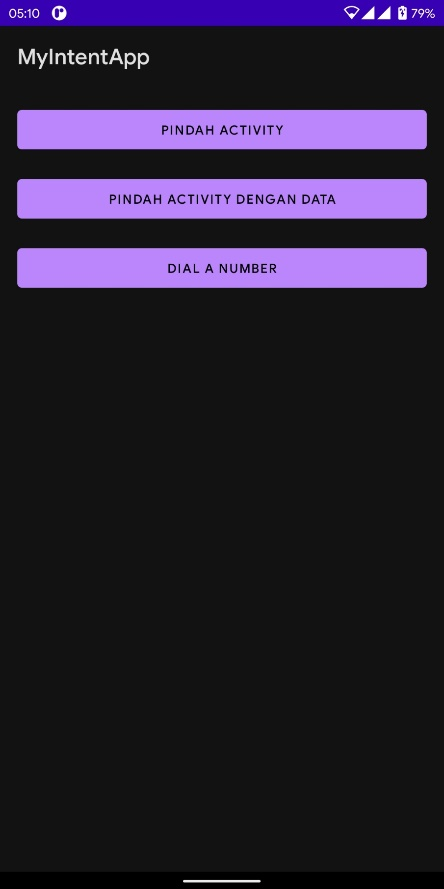 05:10
79%
MyIntentApp
PINDAH ACTIVITY
PINDAH ACTIVITY DENGAN DATA
DIAL A NUMBER